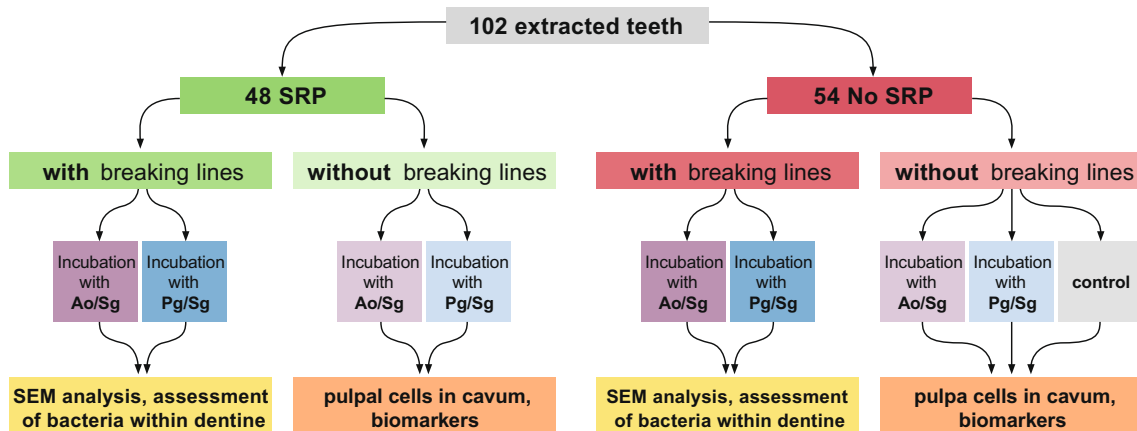 102 extracted teeth
48 SRP
54 No SRP
with breaking lines
without breaking lines
with breaking lines
without breaking lines
Incubation
with
Ao/Sg
Incubation
with
Pg/Sg
Incubation
with
Ao/Sg
Incubation
with
Pg/Sg
Incubation
with
Ao/Sg
Incubation
with
Pg/Sg
Incubation
with
Ao/Sg
Incubation
with
Pg/Sg
control
SEM analysis, assessment
of bacteria within dentine
pulpal cells in cavum,
biomarkers
SEM analysis, assessment
of bacteria within dentine
pulpa cells in cavum,
biomarkers